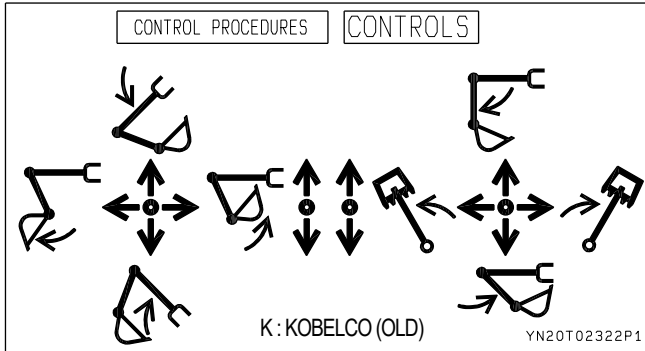 CONTROL PROCEDURES
CONTROLS
K : KOBELCO (OLD)
YN20T02322P1